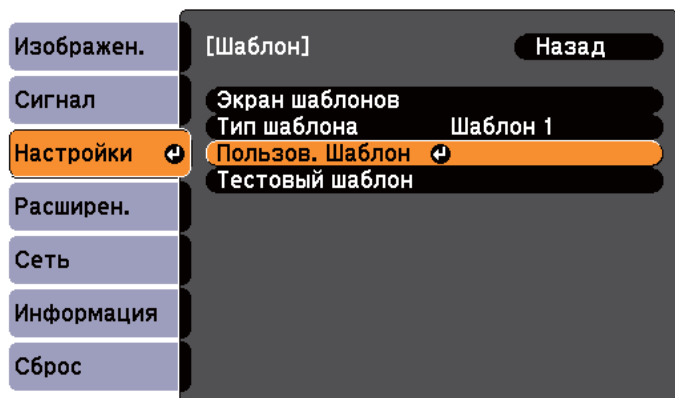 Изображен.
Сигнал
Настройки
Расширен.
Сеть
Информация
Сброс
[Шаблон] Назад
Экран шаблонов
Тип шаблона Шаблон 1
Пользов. Шаблон
Тестовый шаблон